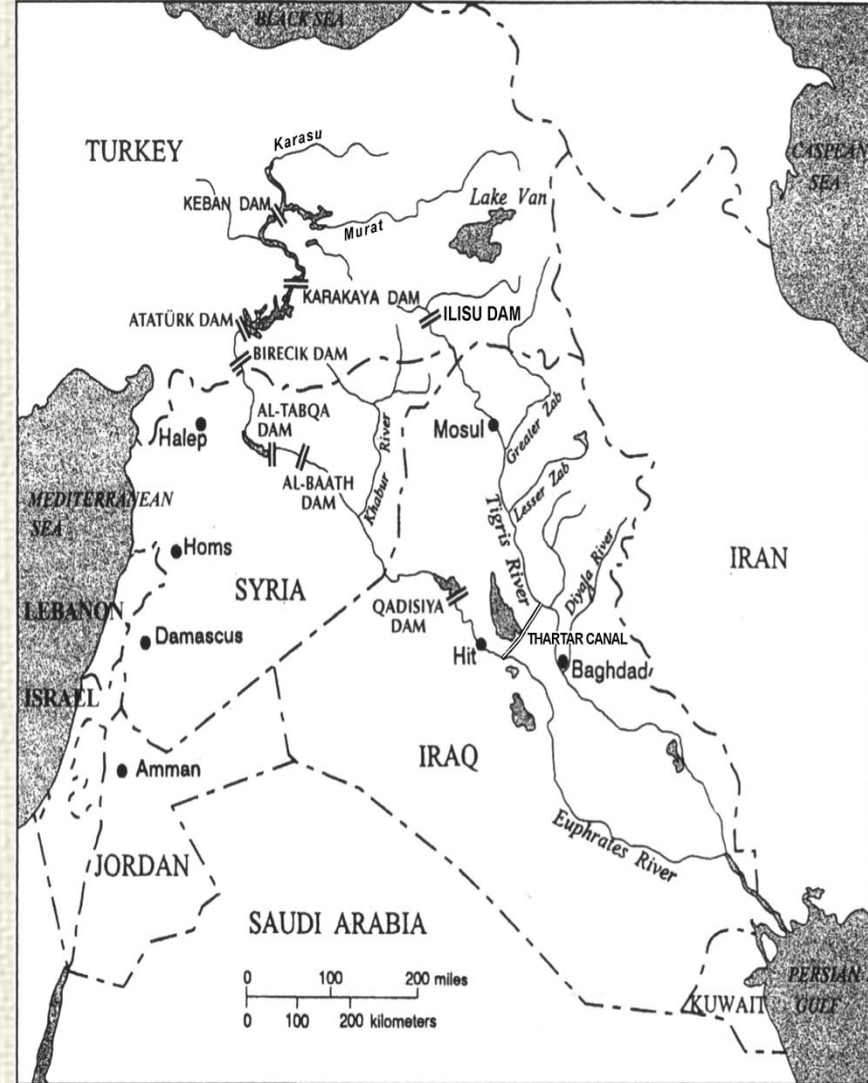 BLACK SEA
Karasu
TURKEY
CASPEAN
SEA
KEBAN DAM
Lake Van
Murat
KARAKAYA DAM
ILISU DAM
ATATÜRK DAM
BIRECIK DAM
AL-TABQA
DAM
Halep
Mosul
Greater Zab
AL-BAATH
DAM
Khabur River
Lesser Zab
MEDITERRANEAN
SEA
Tigris River
Homs
Diyala River
IRAN
SYRIA
LEBANON
QADISIYA
DAM
Damascus
THARTAR CANAL
Hit
Baghdad
ISRAEL
Amman
IRAQ
Euphrates River
JORDAN
SAUDI ARABIA
0 100 200 miles
0 100 200 kilometers
PERSIAN
GULF
KUWAIT